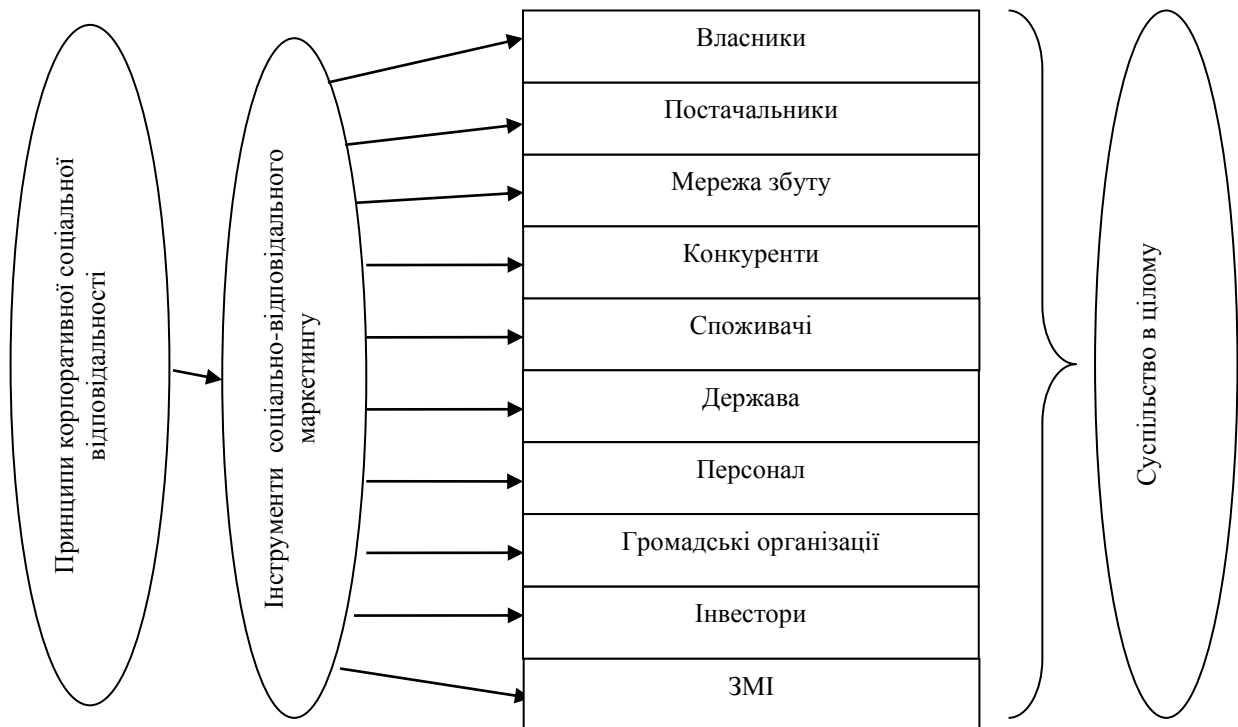 Принципи корпоративної соціальної
відповідальності
Інструменти соціально-відповідального
маркетингу
Власники
Постачальники
Мережа збуту
Конкуренти
Споживачі
Держава
Персонал
Громадські організації
Інвестори
ЗМІ
Суспільство в цілому